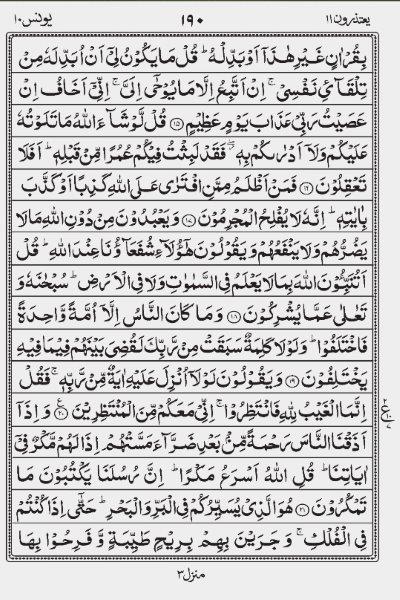 يعتذرون ١١ ١٩٠ يونس ١٠
بِقُرْاٰنٍ غَيْرِ هٰذَاۤ اَوْ بَدِّلْهُ ؕ قُلْ مَا يَكُوْنُ لِيْۤ اَنْ اُبَدِّلَهٗ مِنْ
تِلْقَآئِ نَفْسِيْ ۚ اِنْ اَتَّبِعُ اِلَّا مَا يُوْحٰۤى اِلَيَّ ۚ اِنِّيْۤ اَخَافُ اِنْ
عَصَيْتُ رَبِّيْ عَذَابَ يَوْمٍ عَظِيْمٍ ﴿۱۵﴾ قُلْ لَّوْ شَآءَ اللّٰهُ مَا تَلَوْتُهٗ
عَلَيْكُمْ وَلَاۤ اَدْرٰىكُمْ بِهٖ ۖ فَقَدْ لَبِثْتُ فِيْكُمْ عُمُرًا مِّنْ قَبْلِهٖ ؕ اَفَلَا
تَعْقِلُوْنَ ﴿۱۶﴾ فَمَنْ اَظْلَمُ مِمَّنِ افْتَرٰى عَلَى اللّٰهِ كَذِبًا اَوْ كَذَّبَ
بِاٰيٰتِهٖ ؕ اِنَّهٗ لَا يُفْلِحُ الْمُجْرِمُوْنَ ﴿۱۷﴾ وَيَعْبُدُوْنَ مِنْ دُوْنِ اللّٰهِ مَا لَا
يَضُرُّهُمْ وَلَا يَنْفَعُهُمْ وَيَقُوْلُوْنَ هٰۤؤُلَآءِ شُفَعَآؤُنَا عِنْدَ اللّٰهِ ؕ قُلْ
اَتُنَبِّـُٔوْنَ اللّٰهَ بِمَا لَا يَعْلَمُ فِي السَّمٰوٰتِ وَلَا فِي الْاَرْضِ ؕ سُبْحٰنَهٗ وَ
تَعٰلٰى عَمَّا يُشْرِكُوْنَ ﴿۱۸﴾ وَمَا كَانَ النَّاسُ اِلَّاۤ اُمَّةً وَّاحِدَةً
فَاخْتَلَفُوْا ؕ وَلَوْلَا كَلِمَةٌ سَبَقَتْ مِنْ رَّبِّكَ لَقُضِيَ بَيْنَهُمْ فِيْمَا فِيْهِ
يَخْتَلِفُوْنَ ﴿۱۹﴾ وَيَقُوْلُوْنَ لَوْلَاۤ اُنْزِلَ عَلَيْهِ اٰيَةٌ مِّنْ رَّبِّهٖ ۚ فَقُلْ
اِنَّمَا الْغَيْبُ لِلّٰهِ فَانْتَظِرُوْا ۚ اِنِّيْ مَعَكُمْ مِّنَ الْمُنْتَظِرِيْنَ ﴿۲۰﴾ وَاِذَاۤ
اَذَقْنَا النَّاسَ رَحْمَةً مِّنْۢ بَعْدِ ضَرَّآءَ مَسَّتْهُمْ اِذَا لَهُمْ مَّكْرٌ فِيْۤ
اٰيَاتِنَا ؕ قُلِ اللّٰهُ اَسْرَعُ مَكْرًا ؕ اِنَّ رُسُلَنَا يَكْتُبُوْنَ مَا
تَمْكُرُوْنَ ﴿۲۱﴾ هُوَ الَّذِيْ يُسَيِّرُكُمْ فِي الْبَرِّ وَالْبَحْرِ ؕ حَتّٰۤى اِذَا كُنْتُمْ
فِي الْفُلْكِ ۚ وَجَرَيْنَ بِهِمْ بِرِيْحٍ طَيِّبَةٍ وَّفَرِحُوْا بِهَا
منزل ٣